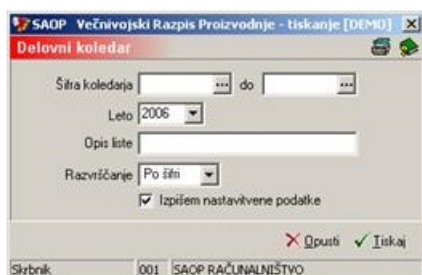 SAOP Večnivojski Razpis Proizvodnje - tiskanje [DEMO]
Delovni koledar
Šifra koledarja ... do ...
Leto 2006
Opis liste
Razvrščanje Po šifri
Izpišem nastavitvene podatke
Opusti Tiskaj
Skrbnik 001 SAOP RAČUNALNIŠTVO